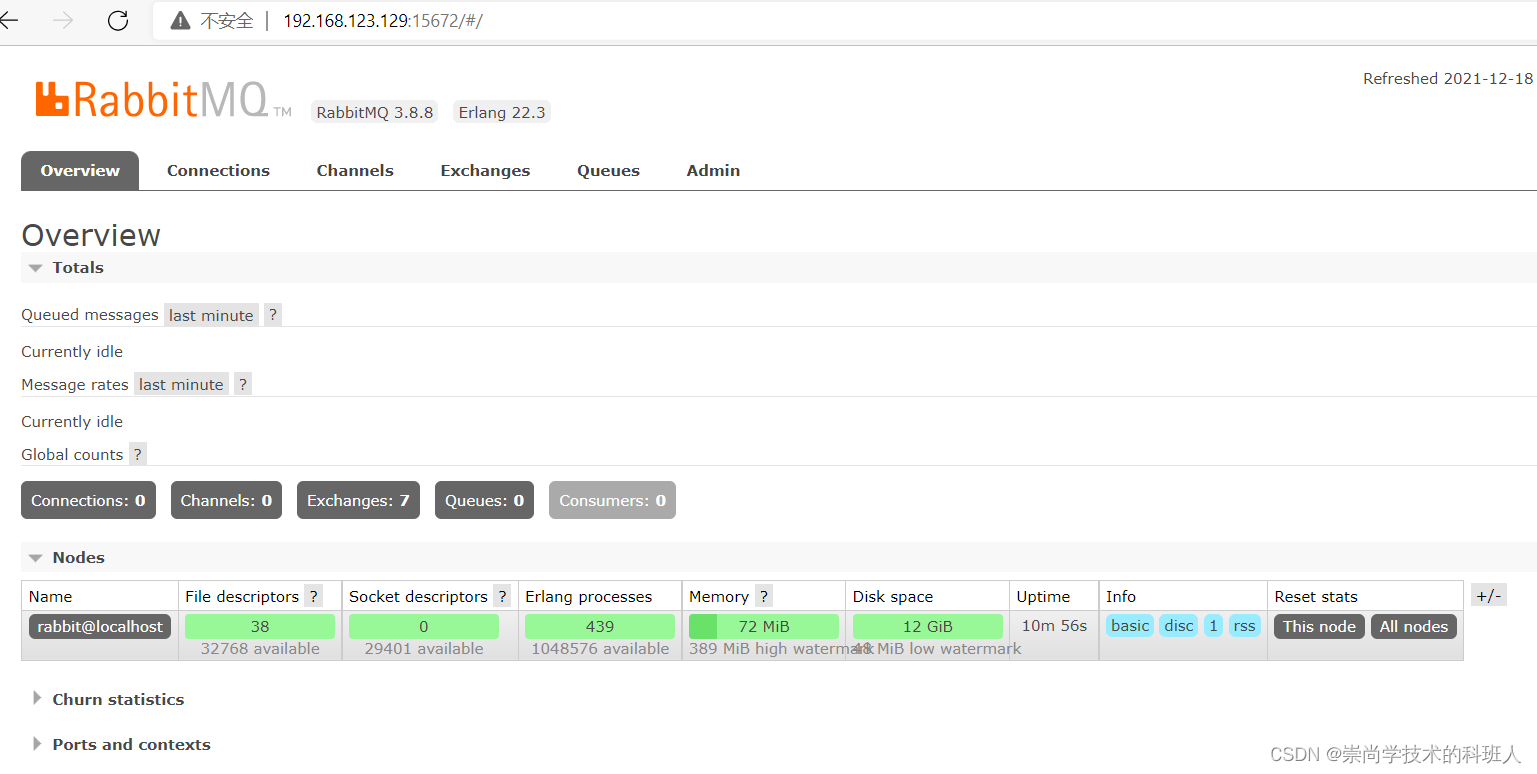 不安全 | 192.168.123.129:15672/#/
RabbitMQ TM RabbitMQ 3.8.8 Erlang 22.3
Refreshed 2021-12-18
Overview Connections Channels Exchanges Queues Admin
Overview
Totals
Queued messages last minute ?
Currently idle
Message rates last minute ?
Currently idle
Global counts ?
Connections: 0 Channels: 0 Exchanges: 7 Queues: 0 Consumers: 0
Nodes
Name File descriptors ? Socket descriptors ? Erlang processes Memory ? Disk space Uptime Info Reset stats +/-
rabbit@localhost 38 0 439 72 MiB 12 GiB 10m 56s basic disc 1 rss This node All nodes
32768 available 29401 available 1048576 available 389 MiB high watermark 48 MiB low watermark
Churn statistics
Ports and contexts
CSDN @崇尚学技术的科班人